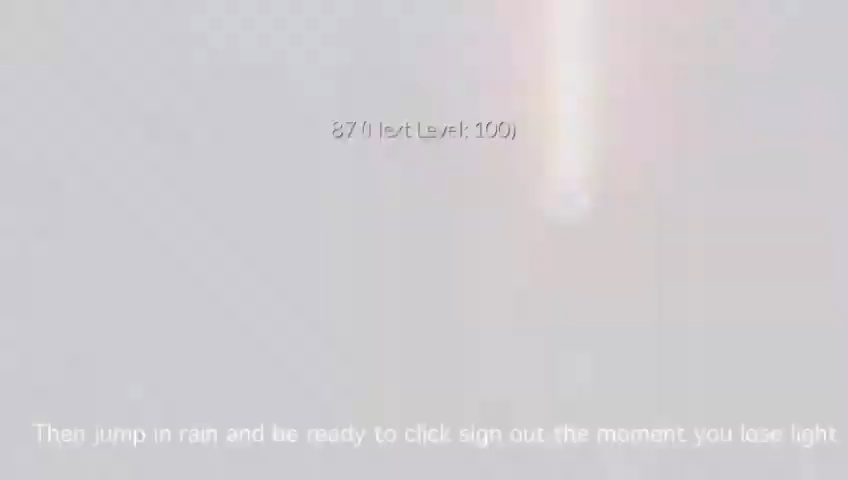 87 (Next Level: 100)
Then jump in rain and be ready to click sign out the moment you lose light